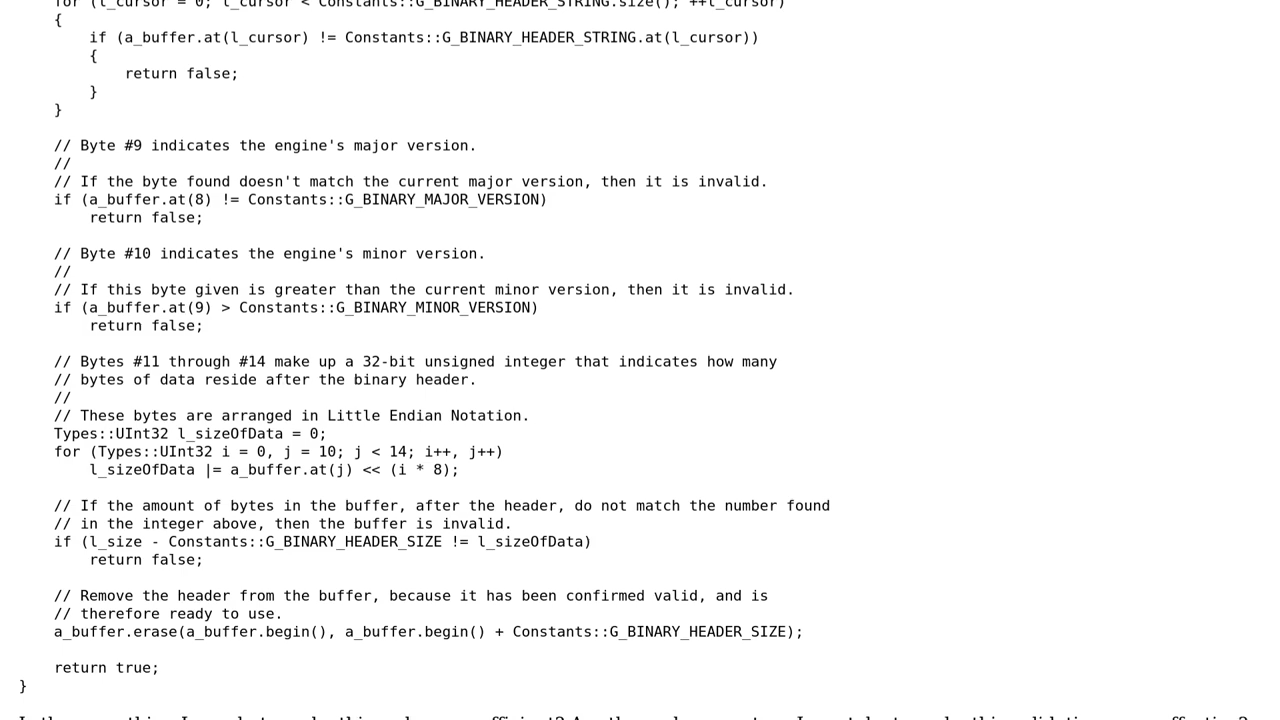 for (l_cursor = 0; l_cursor < Constants::G_BINARY_HEADER_STRING.size(); ++l_cursor)
{
if (a_buffer.at(l_cursor) != Constants::G_BINARY_HEADER_STRING.at(l_cursor))
{
return false;
}
}
// Byte #9 indicates the engine's major version.
//
// If the byte found doesn't match the current major version, then it is invalid.
if (a_buffer.at(8) != Constants::G_BINARY_MAJOR_VERSION)
return false;
// Byte #10 indicates the engine's minor version.
//
// If this byte given is greater than the current minor version, then it is invalid.
if (a_buffer.at(9) > Constants::G_BINARY_MINOR_VERSION)
return false;
// Bytes #11 through #14 make up a 32-bit unsigned integer that indicates how many
// bytes of data reside after the binary header.
//
// These bytes are arranged in Little Endian Notation.
Types::UInt32 l_sizeOfData = 0;
for (Types::UInt32 i = 0, j = 10; j < 14; i++, j++)
l_sizeOfData |= a_buffer.at(j) << (i * 8);
// If the amount of bytes in the buffer, after the header, do not match the number found
// in the integer above, then the buffer is invalid.
if (l_size - Constants::G_BINARY_HEADER_SIZE != l_sizeOfData)
return false;
// Remove the header from the buffer, because it has been confirmed valid, and is
// therefore ready to use.
a_buffer.erase(a_buffer.begin(), a_buffer.begin() + Constants::G_BINARY_HEADER_SIZE);
return true;
}